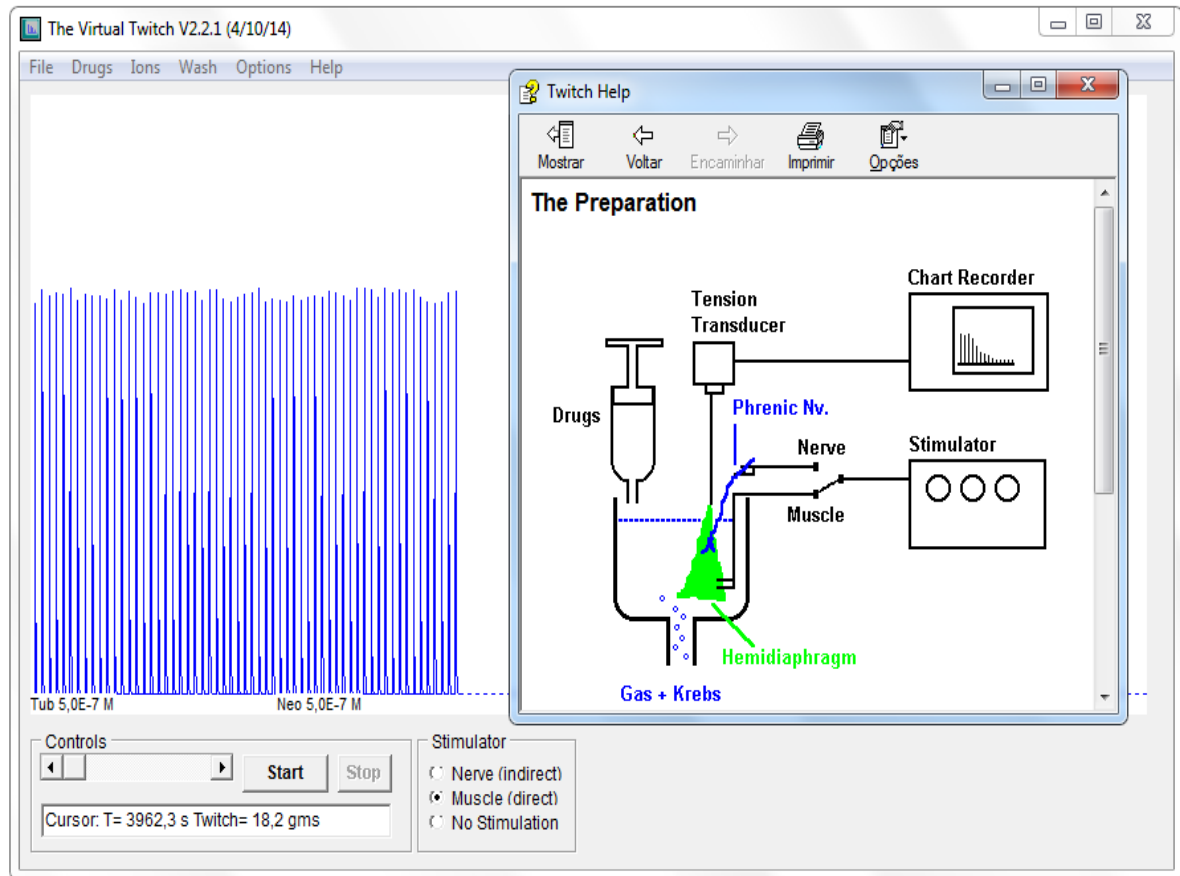 The Virtual Twitch V2.2.1 (4/10/14)
File Drugs Ions Wash Options Help
Twitch Help
Mostrar Voltar Encaminhar Imprimir Opções
The Preparation
Chart Recorder
Tension
Transducer
Drugs
Phrenic Nv.
Nerve
Stimulator
Muscle
Hemidiaphragm
Gas + Krebs
Tub 5,0E-7 M Neo 5,0E-7 M
Controls
Start Stop
Cursor: T= 3962,3 s Twitch= 18,2 gms
Stimulator
Nerve (indirect)
Muscle (direct)
No Stimulation